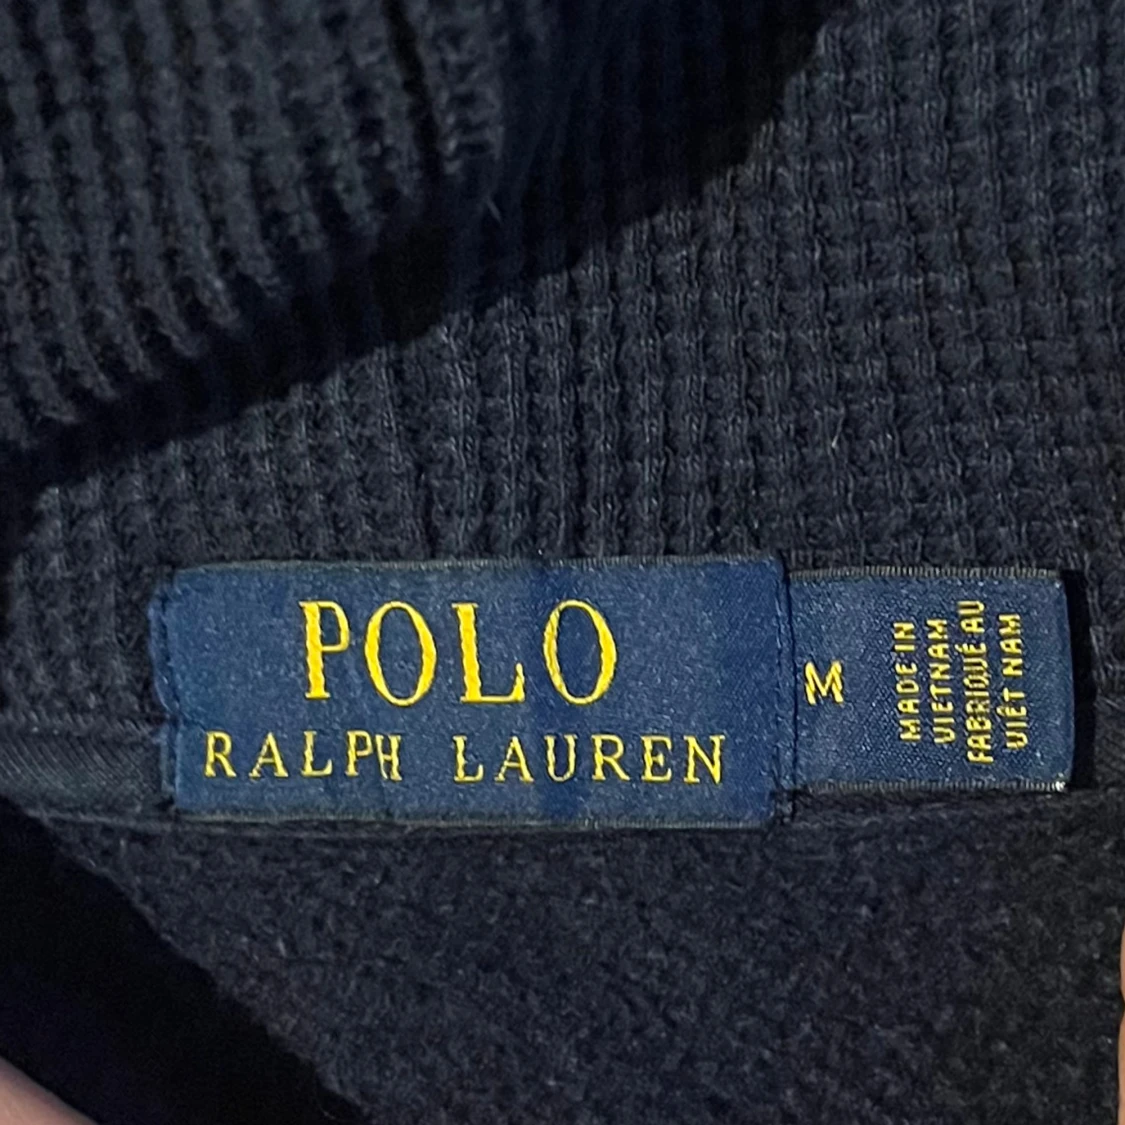 POLO
RALPH LAUREN
M
MADE IN
VIETNAM
FABRIQUÉ AU
VIÊT NAM